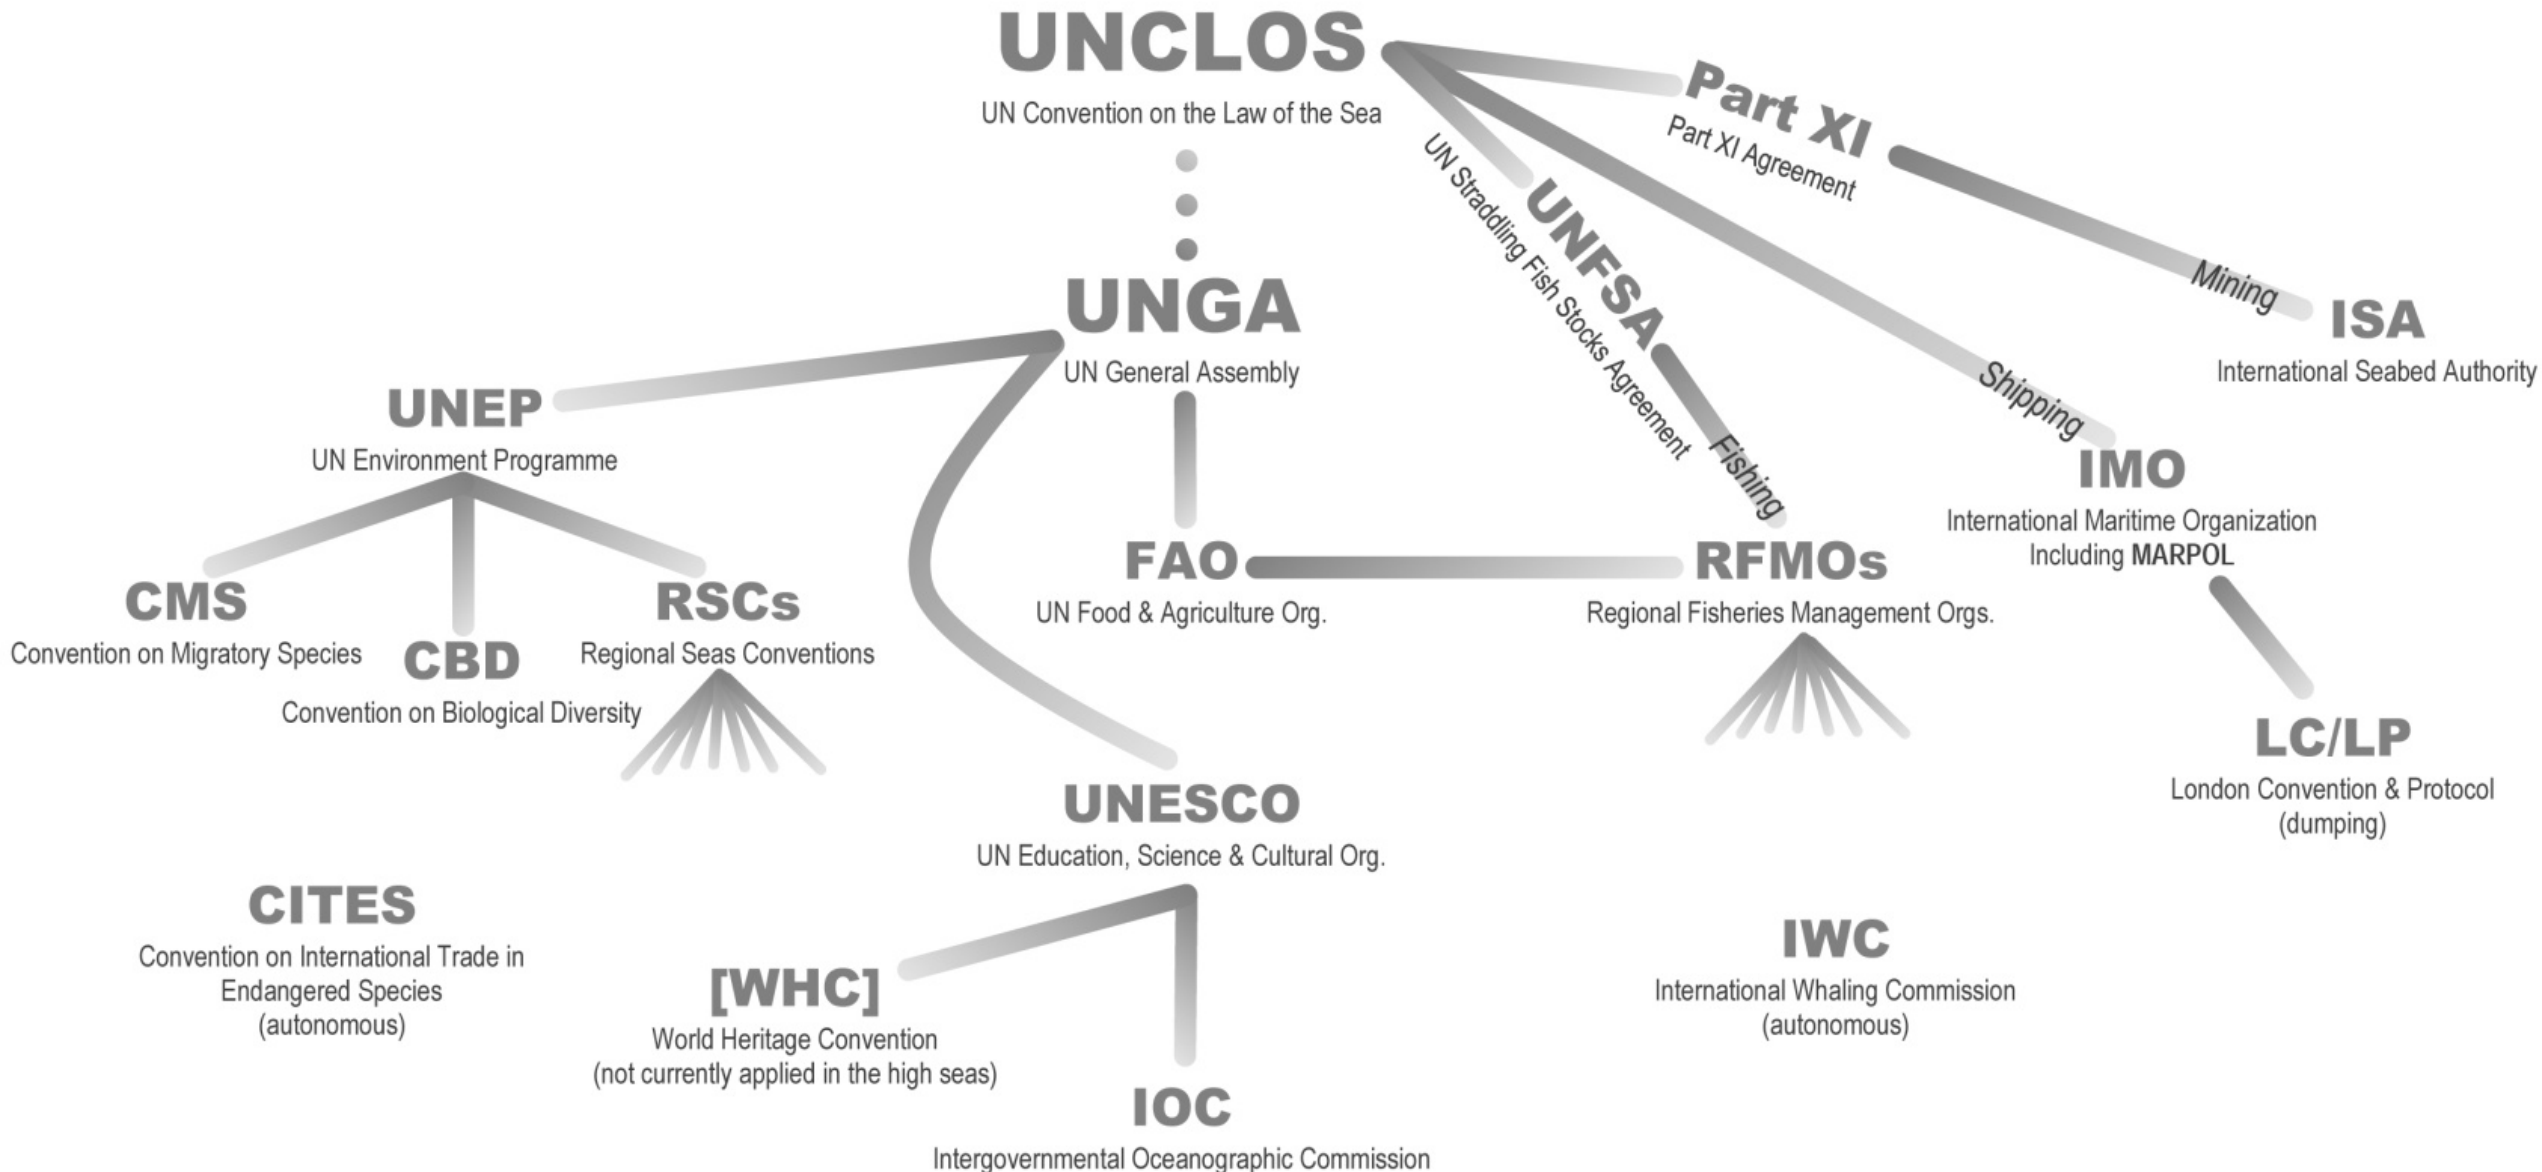 UNCLOS
UN Convention on the Law of the Sea
Part XI
Part XI Agreement
UNFSA
UN Straddling Fish Stocks Agreement
Mining
ISA
International Seabed Authority
UNGA
UN General Assembly
Shipping
IMO
International Maritime Organization
Including MARPOL
UNEP
UN Environment Programme
Fishing
FAO
UN Food & Agriculture Org.
RFMOs
Regional Fisheries Management Orgs.
CMS
Convention on Migratory Species
CBD
Convention on Biological Diversity
RSCs
Regional Seas Conventions
LC/LP
London Convention & Protocol
(dumping)
UNESCO
UN Education, Science & Cultural Org.
CITES
Convention on International Trade in
Endangered Species
(autonomous)
[WHC]
World Heritage Convention
(not currently applied in the high seas)
IWC
International Whaling Commission
(autonomous)
IOC
Intergovernmental Oceanographic Commission